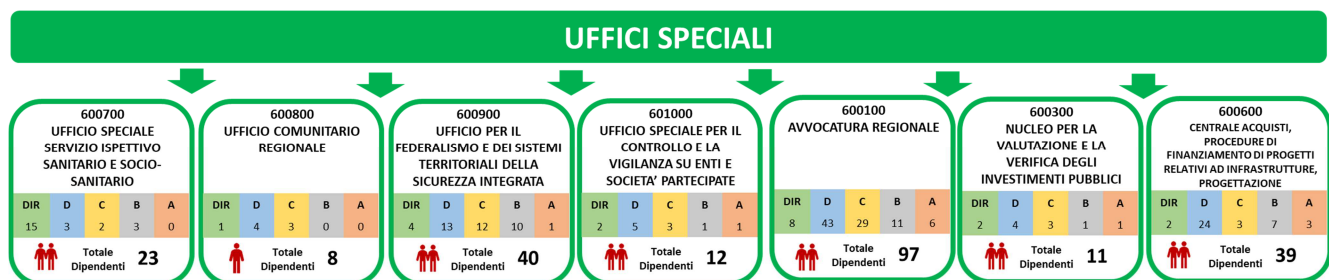 UFFICI SPECIALI
600700
UFFICIO SPECIALE
SERVIZIO ISPETTIVO
SANITARIO E SOCIO-
SANITARIO
DIR D C B A
15 3 2 3 0
Totale
Dipendenti 23
600800
UFFICIO COMUNITARIO
REGIONALE
DIR D C B A
1 4 3 0 0
Totale
Dipendenti 8
600900
UFFICIO PER IL
FEDERALISMO E DEI SISTEMI
TERRITORIALI DELLA
SICUREZZA INTEGRATA
DIR D C B A
4 13 12 10 1
Totale
Dipendenti 40
601000
UFFICIO SPECIALE PER IL
CONTROLLO E LA
VIGILANZA SU ENTI E
SOCIETA’ PARTECIPATE
DIR D C B A
2 5 3 1 1
Totale
Dipendenti 12
600100
AVVOCATURA REGIONALE
DIR D C B A
8 43 29 11 6
Totale
Dipendenti 97
600300
NUCLEO PER LA
VALUTAZIONE E LA
VERIFICA DEGLI
INVESTIMENTI PUBBLICI
DIR D C B A
2 4 3 1 1
Totale
Dipendenti 11
600600
CENTRALE ACQUISTI,
PROCEDURE DI
FINANZIAMENTO DI PROGETTI
RELATIVI AD INFRASTRUTTURE,
PROGETTAZIONE
DIR D C B A
2 24 3 7 3
Totale
Dipendenti 39